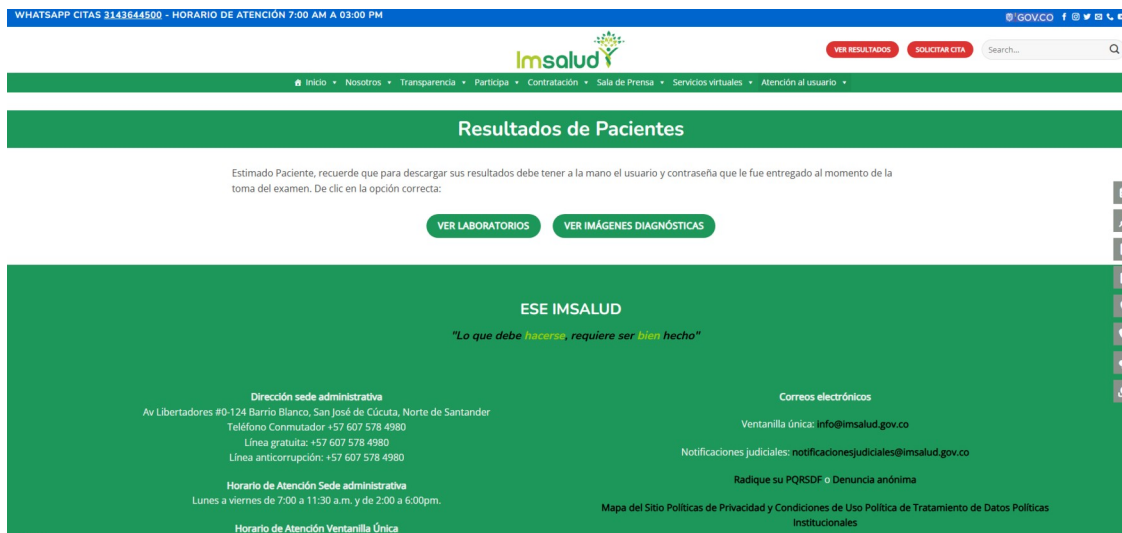 WHATSAPP CITAS 3143644500 - HORARIO DE ATENCIÓN 7:00 AM A 03:00 PM
GOV.CO
Imsalud
VER RESULTADOS
SOLICITAR CITA
Search...
Inicio
Nosotros
Transparencia
Participa
Contratación
Sala de Prensa
Servicios virtuales
Atención al usuario
Resultados de Pacientes
Estimado Paciente, recuerde que para descargar sus resultados debe tener a la mano el usuario y contraseña que le fue entregado al momento de la
toma del examen. De clic en la opción correcta:
VER LABORATORIOS
VER IMÁGENES DIAGNÓSTICAS
ESE IMSALUD
"Lo que debe hacerse, requiere ser bien hecho"
Dirección sede administrativa
Av Libertadores #0-124 Barrio Blanco, San José de Cúcuta, Norte de Santander
Teléfono Conmutador +57 607 578 4980
Línea gratuita: +57 607 578 4980
Línea anticorrupción: +57 607 578 4980
Horario de Atención Sede administrativa
Lunes a viernes de 7:00 a 11:30 a.m. y de 2:00 a 6:00pm.
Horario de Atención Ventanilla Única
Correos electrónicos
Ventanilla única: info@imsalud.gov.co
Notificaciones judiciales: notificacionesjudiciales@imsalud.gov.co
Radique su PQRSDF o Denuncia anónima
Mapa del Sitio Políticas de Privacidad y Condiciones de Uso Política de Tratamiento de Datos Políticas
Institucionales